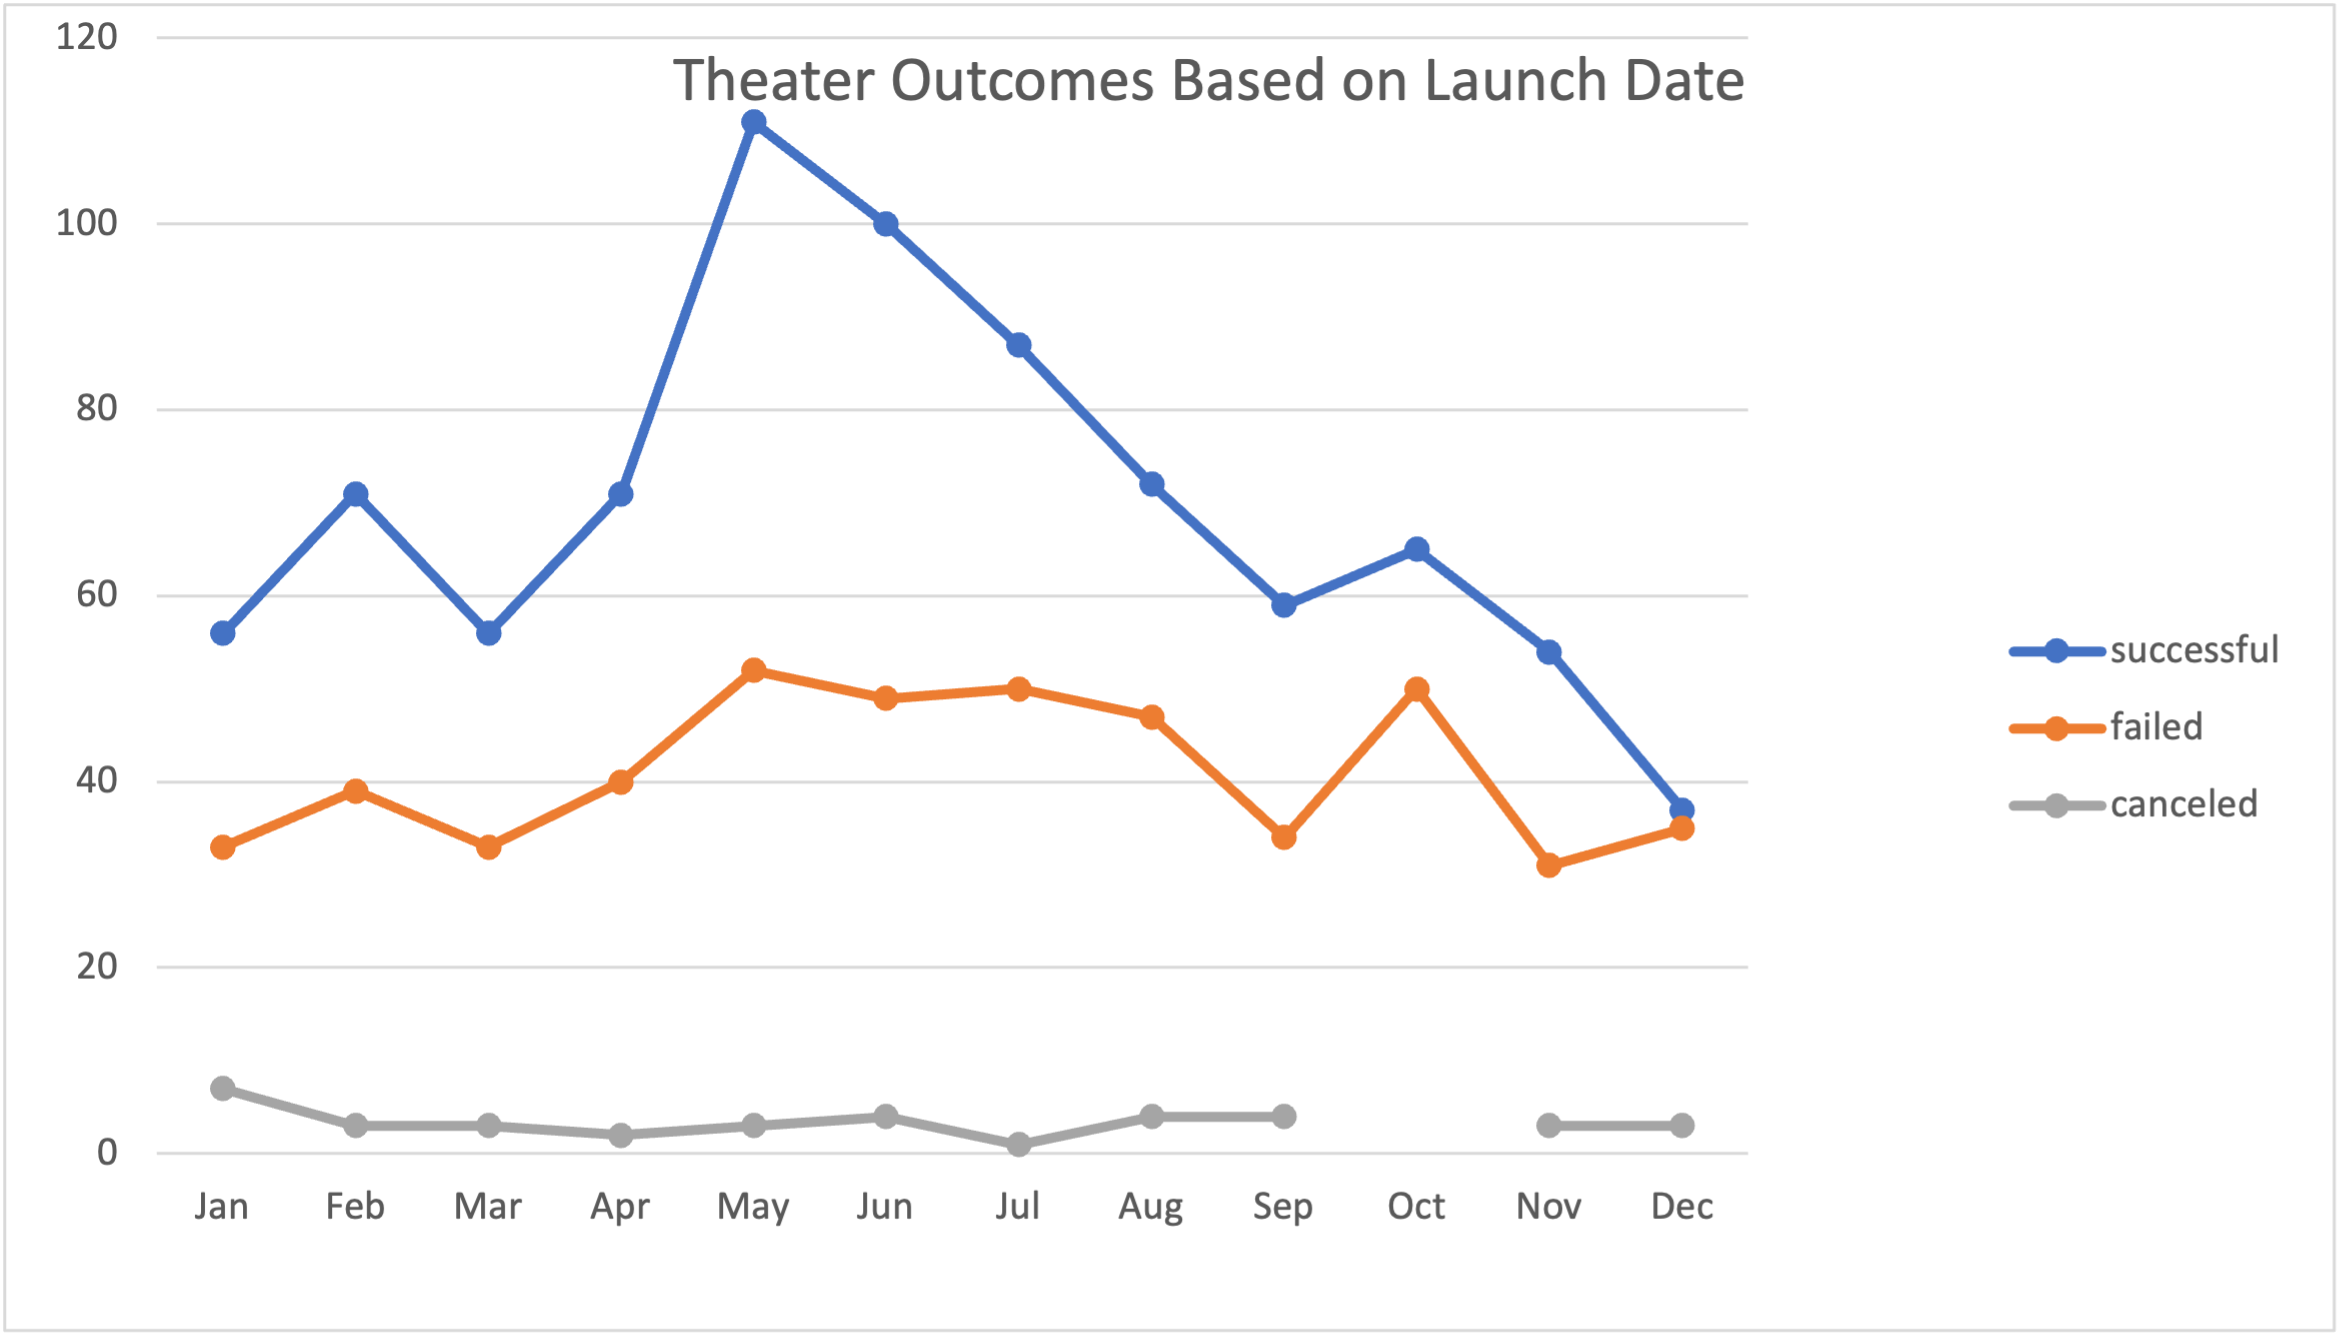 Theater Outcomes Based on Launch Date
120
100
80
60
40
20
0
Jan Feb Mar Apr May Jun Jul Aug Sep Oct Nov Dec
successful
failed
canceled